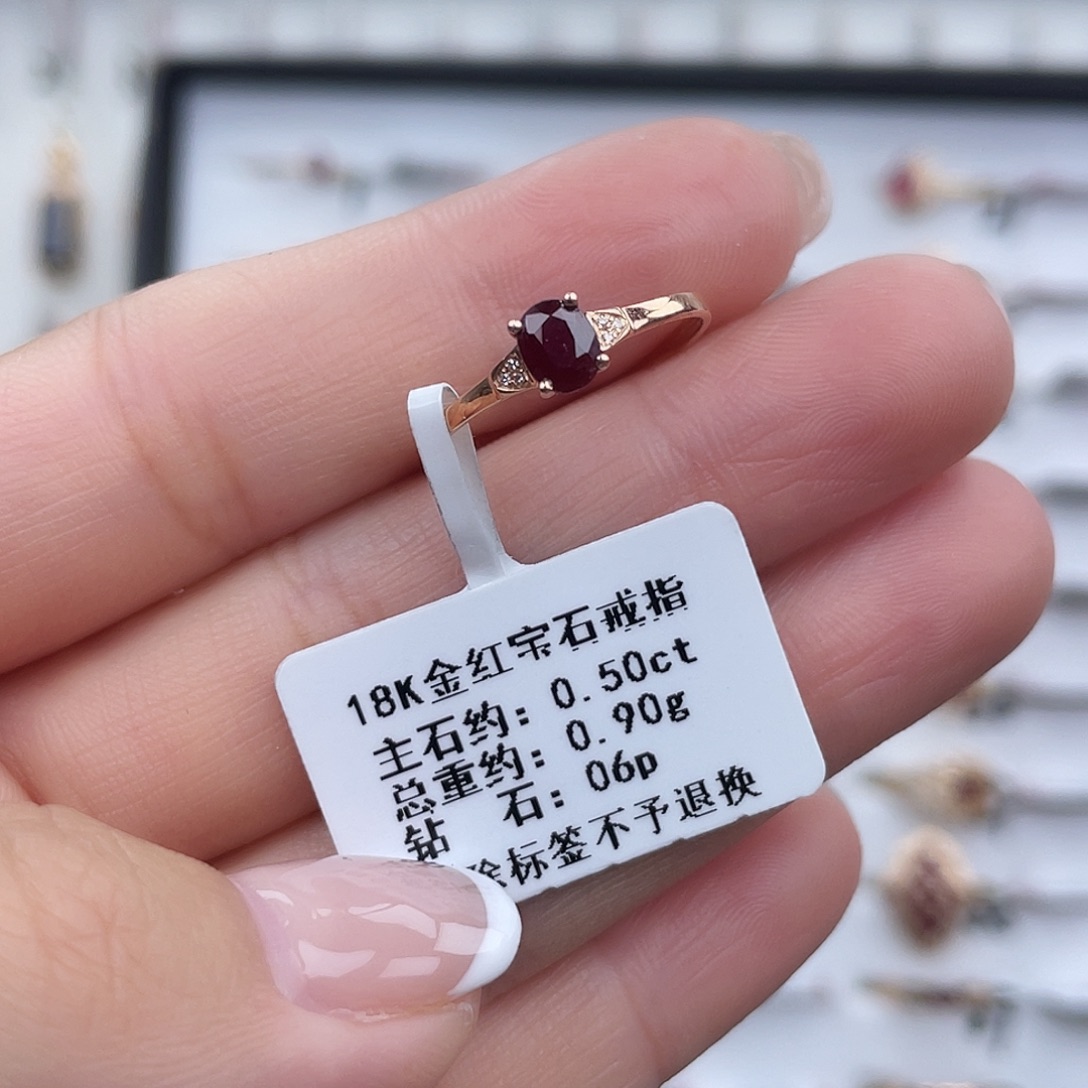 18K金红宝石戒指
主石约：0.50ct
总重约：0.90g
钻 石：06p
除标签不予退换